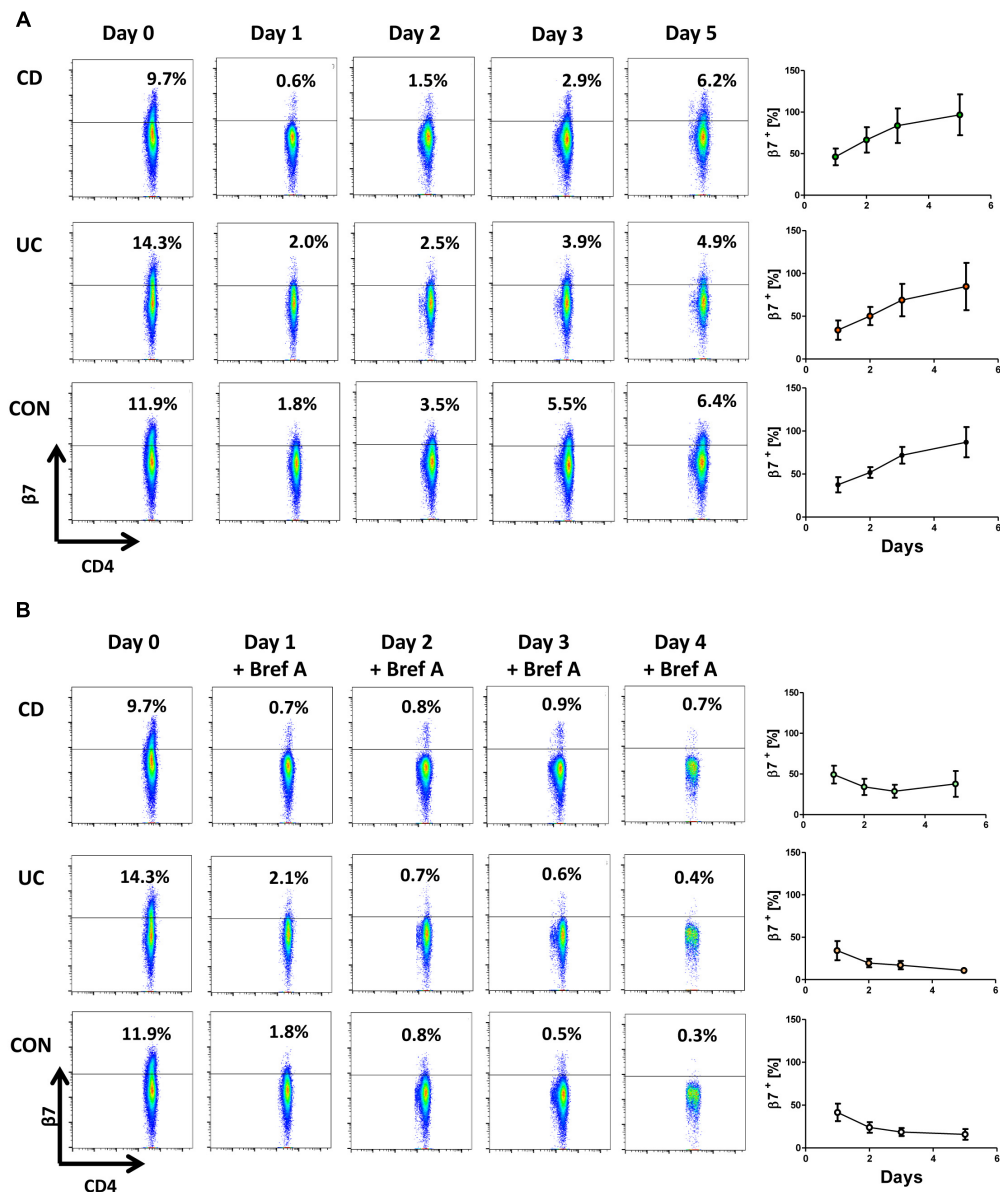 A
Day 0 Day 1 Day 2 Day 3 Day 5
CD 9.7% 0.6% 1.5% 2.9% 6.2%
150
100
50
0
0 2 4 6
β7 + [%]
UC 14.3% 2.0% 2.5% 3.9% 4.9%
150
100
50
0
0 2 4 6
β7 + [%]
CON 11.9% 1.8% 3.5% 5.5% 6.4%
150
100
50
0
0 2 4 6
β7 + [%]
Days
β7
CD4
B
Day 0 Day 1 Day 2 Day 3 Day 4
+ Bref A + Bref A + Bref A + Bref A
CD 9.7% 0.7% 0.8% 0.9% 0.7%
150
100
50
0
0 2 4 6
β7 + [%]
UC 14.3% 2.1% 0.7% 0.6% 0.4%
150
100
50
0
0 2 4 6
β7 + [%]
CON 11.9% 1.8% 0.8% 0.5% 0.3%
150
100
50
0
0 2 4 6
β7 + [%]
Days
β7
CD4